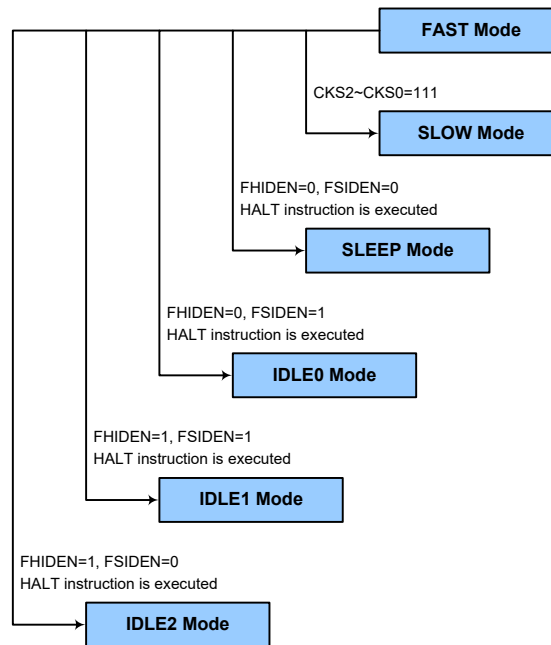 FAST Mode
CKS2~CKS0=111
SLOW Mode
FHIDEN=0, FSIDEN=0
HALT instruction is executed
SLEEP Mode
FHIDEN=0, FSIDEN=1
HALT instruction is executed
IDLE0 Mode
FHIDEN=1, FSIDEN=1
HALT instruction is executed
IDLE1 Mode
FHIDEN=1, FSIDEN=0
HALT instruction is executed
IDLE2 Mode